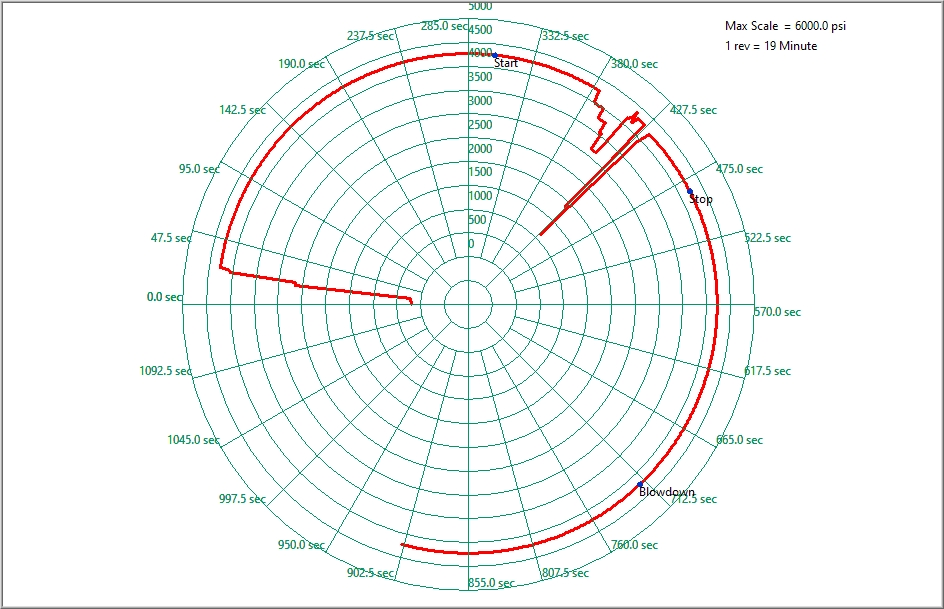 5000
Max Scale = 6000.0 psi
285.0 sec
4500
237.5 sec
332.5 sec
1 rev = 19 Minute
4000
Start
190.0 sec
380.0 sec
3500
3000
142.5 sec
427.5 sec
2500
2000
95.0 sec
1500
475.0 sec
1000
Stop
500
47.5 sec
522.5 sec
0
0.0 sec
570.0 sec
1092.5 sec
617.5 sec
1045.0 sec
665.0 sec
Blowdown
997.5 sec
712.5 sec
950.0 sec
760.0 sec
902.5 sec
807.5 sec
855.0 sec